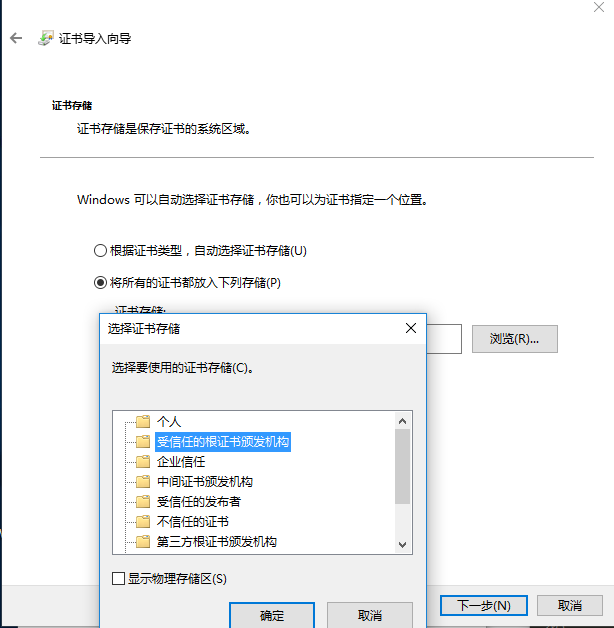 证书导入向导
证书存储
证书存储是保存证书的系统区域。
Windows 可以自动选择证书存储，你也可以为证书指定一个位置。
根据证书类型，自动选择证书存储(U)
将所有的证书都放入下列存储(P)
证书存储:
浏览(R)...
选择证书存储
选择要使用的证书存储(C)。
个人
受信任的根证书颁发机构
企业信任
中间证书颁发机构
受信任的发布者
不信任的证书
第三方根证书颁发机构
显示物理存储区(S)
确定
取消
下一步(N)
取消